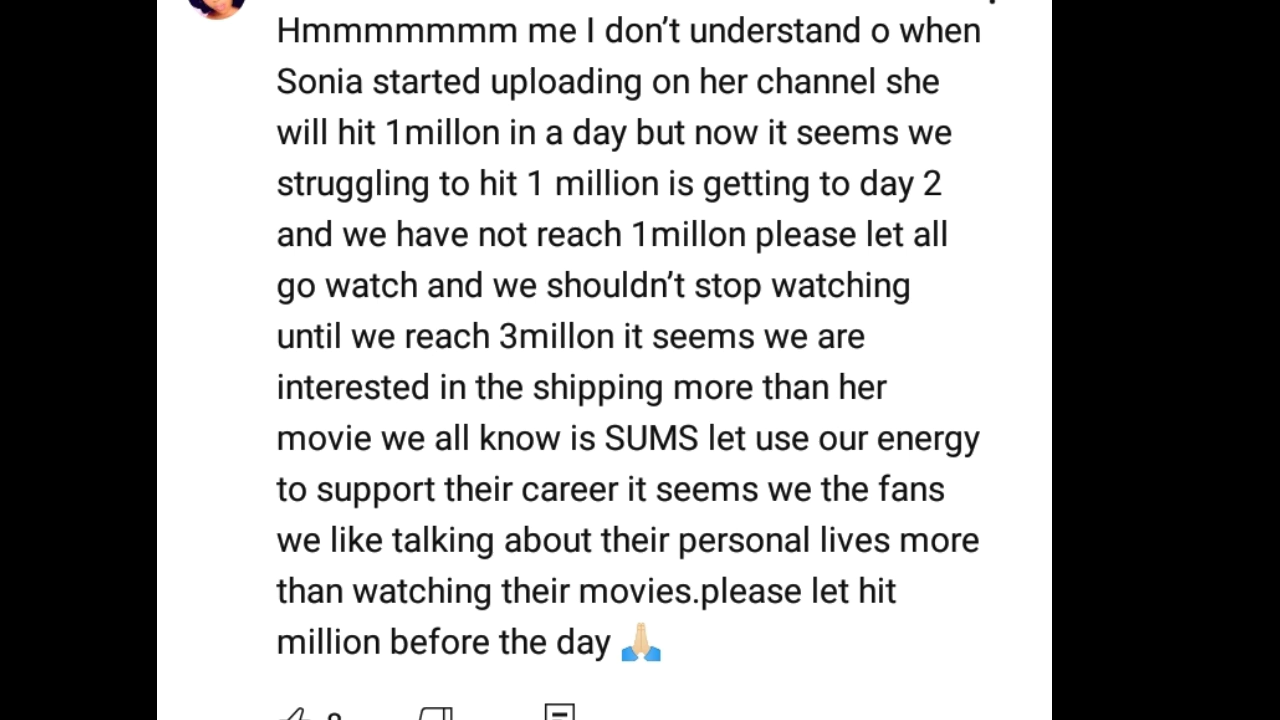 Hmmmmmmm me I don’t understand o when
Sonia started uploading on her channel she
will hit 1millon in a day but now it seems we
struggling to hit 1 million is getting to day 2
and we have not reach 1millon please let all
go watch and we shouldn’t stop watching
until we reach 3millon it seems we are
interested in the shipping more than her
movie we all know is SUMS let use our energy
to support their career it seems we the fans
we like talking about their personal lives more
than watching their movies.please let hit
million before the day 🙏🏼